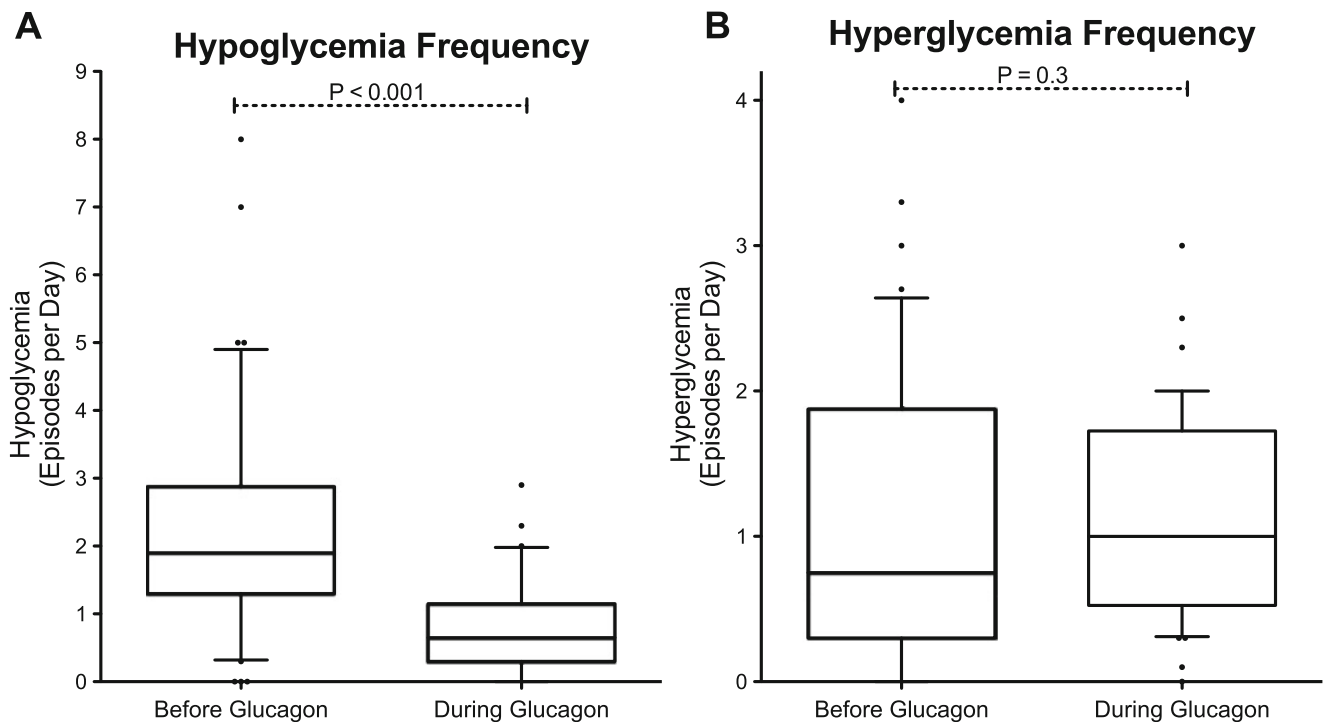 A
Hypoglycemia Frequency
P < 0.001
9
8
7
6
5
4
3
2
1
0
Hypoglycemia
(Episodes per Day)
Before Glucagon
During Glucagon
B
Hyperglycemia Frequency
P = 0.3
4
3
2
1
0
Hyperglycemia
(Episodes per Day)
Before Glucagon
During Glucagon